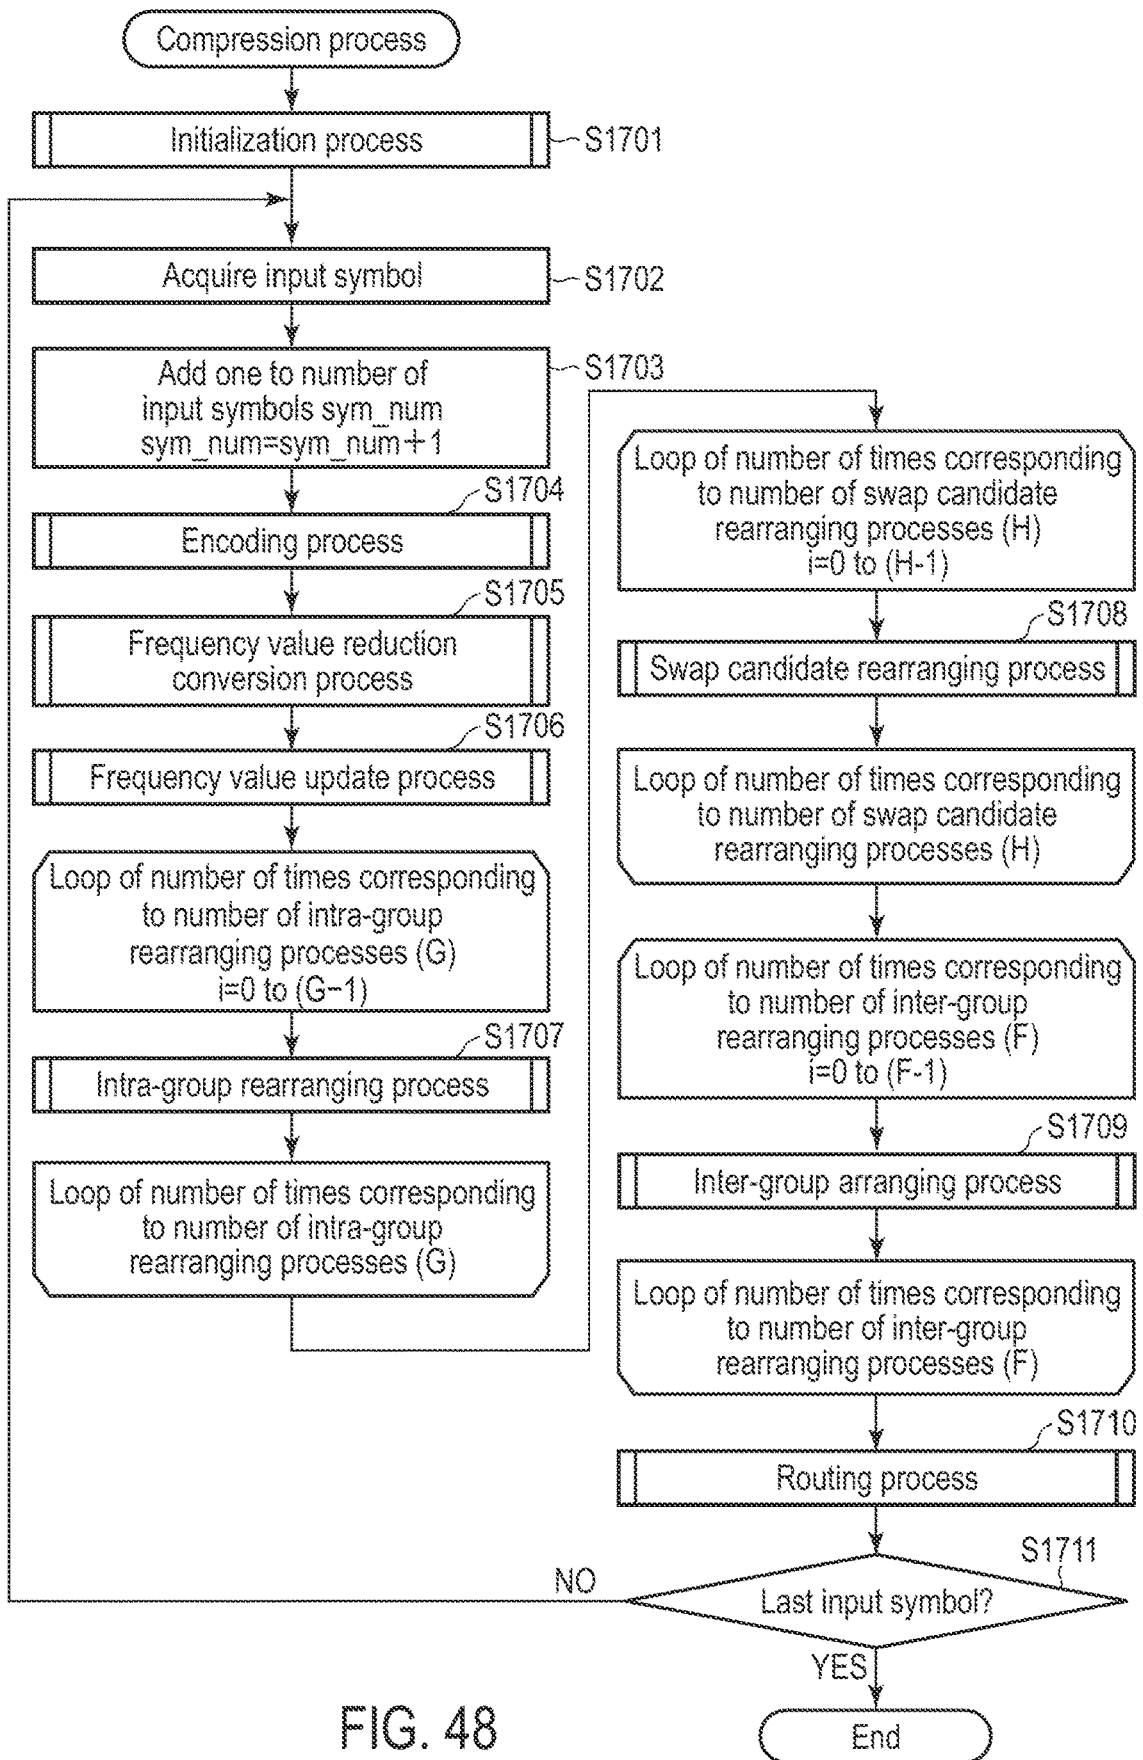 Compression process
Initialization process
S1701
Acquire input symbol
S1702
Add one to number of
input symbols sym_num
sym_num=sym_num+1
S1703
S1704
Encoding process
S1705
Frequency value reduction
conversion process
S1706
Frequency value update process
Loop of number of times corresponding
to number of intra-group
rearranging processes (G)
i=0 to (G−1)
S1707
Intra-group rearranging process
Loop of number of times corresponding
to number of intra-group
rearranging processes (G)
Loop of number of times corresponding
to number of swap candidate
rearranging processes (H)
i=0 to (H-1)
S1708
Swap candidate rearranging process
Loop of number of times corresponding
to number of swap candidate
rearranging processes (H)
Loop of number of times corresponding
to number of inter-group
rearranging processes (F)
i=0 to (F-1)
S1709
Inter-group arranging process
Loop of number of times corresponding
to number of inter-group
rearranging processes (F)
S1710
Routing process
S1711
Last input symbol?
NO
YES
End
FIG. 48